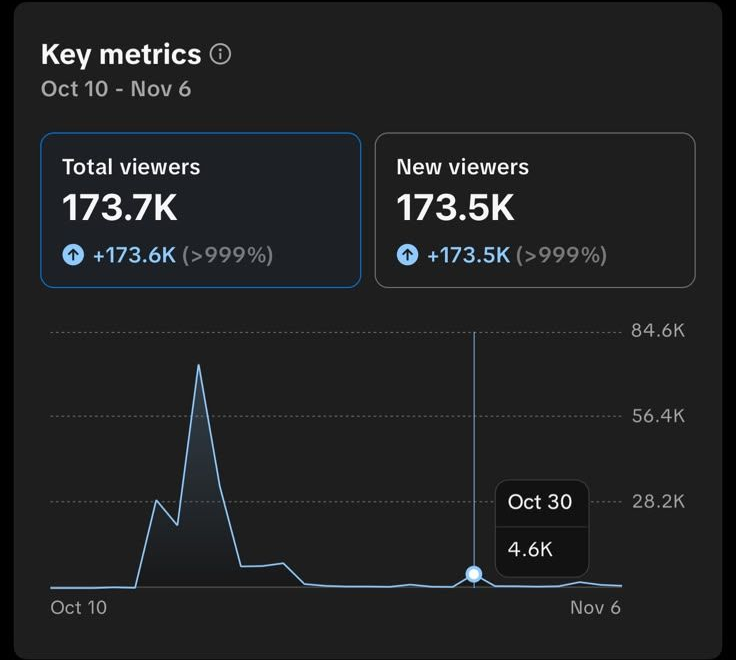 Key metrics
Oct 10 - Nov 6
Total viewers
173.7K
+173.6K (>999%)
New viewers
173.5K
+173.5K (>999%)
84.6K
56.4K
28.2K
Oct 30
4.6K
Oct 10
Nov 6